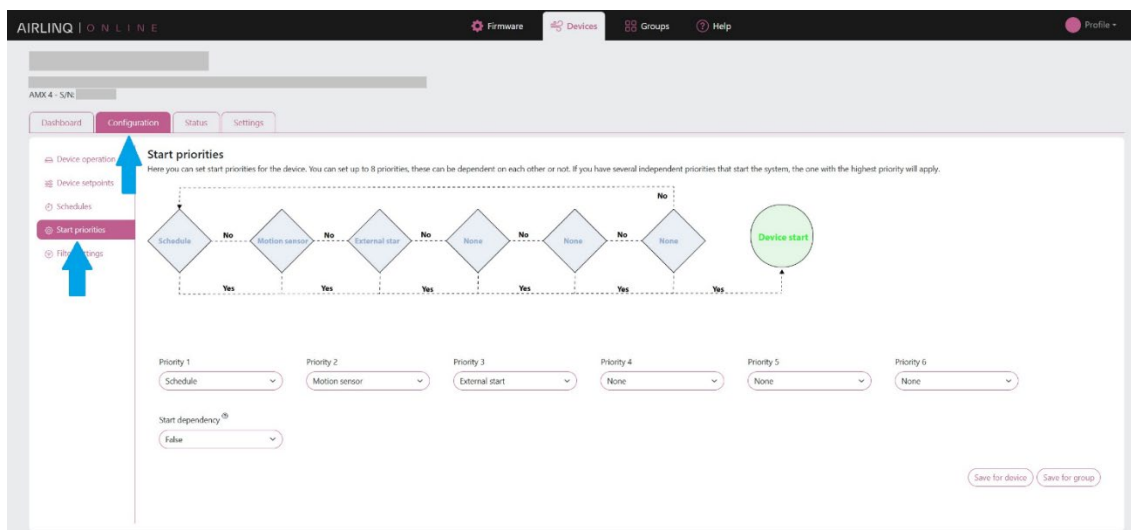 AIRLINQ | ONLINE
Firmware
Devices
Groups
Help
Profile
AMX 4 - S/N:
Dashboard
Configuration
Status
Settings
Device operation
Device setpoints
Schedules
Start priorities
Start priorities
Here you can set start priorities for the device. You can set up to 8 priorities, these can be dependent on each other or not. If you have several independent priorities that start the system, the one with the highest priority will apply.
No
Schedule
No
Motion sensor
No
External star
No
None
No
None
No
None
Device start
Yes
Yes
Yes
Yes
Yes
Yes
Priority 1
Priority 2
Priority 3
Priority 4
Priority 5
Priority 6
Schedule
Motion sensor
External start
None
None
None
Start dependency
False
Save for device
Save for group